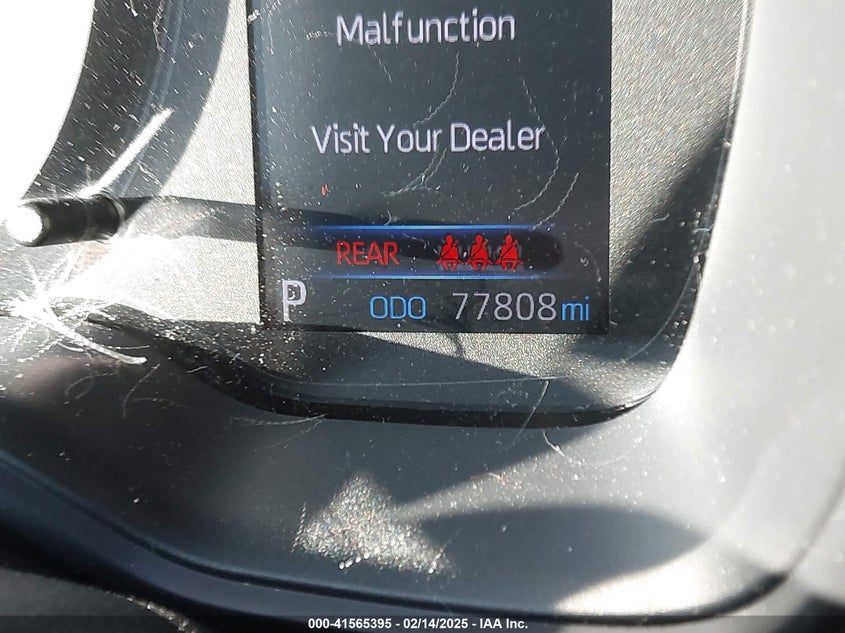 Malfunction
Visit Your Dealer
REAR
P ODO 77808 mi
000-41565395 - 02/14/2025 - IAA Inc.